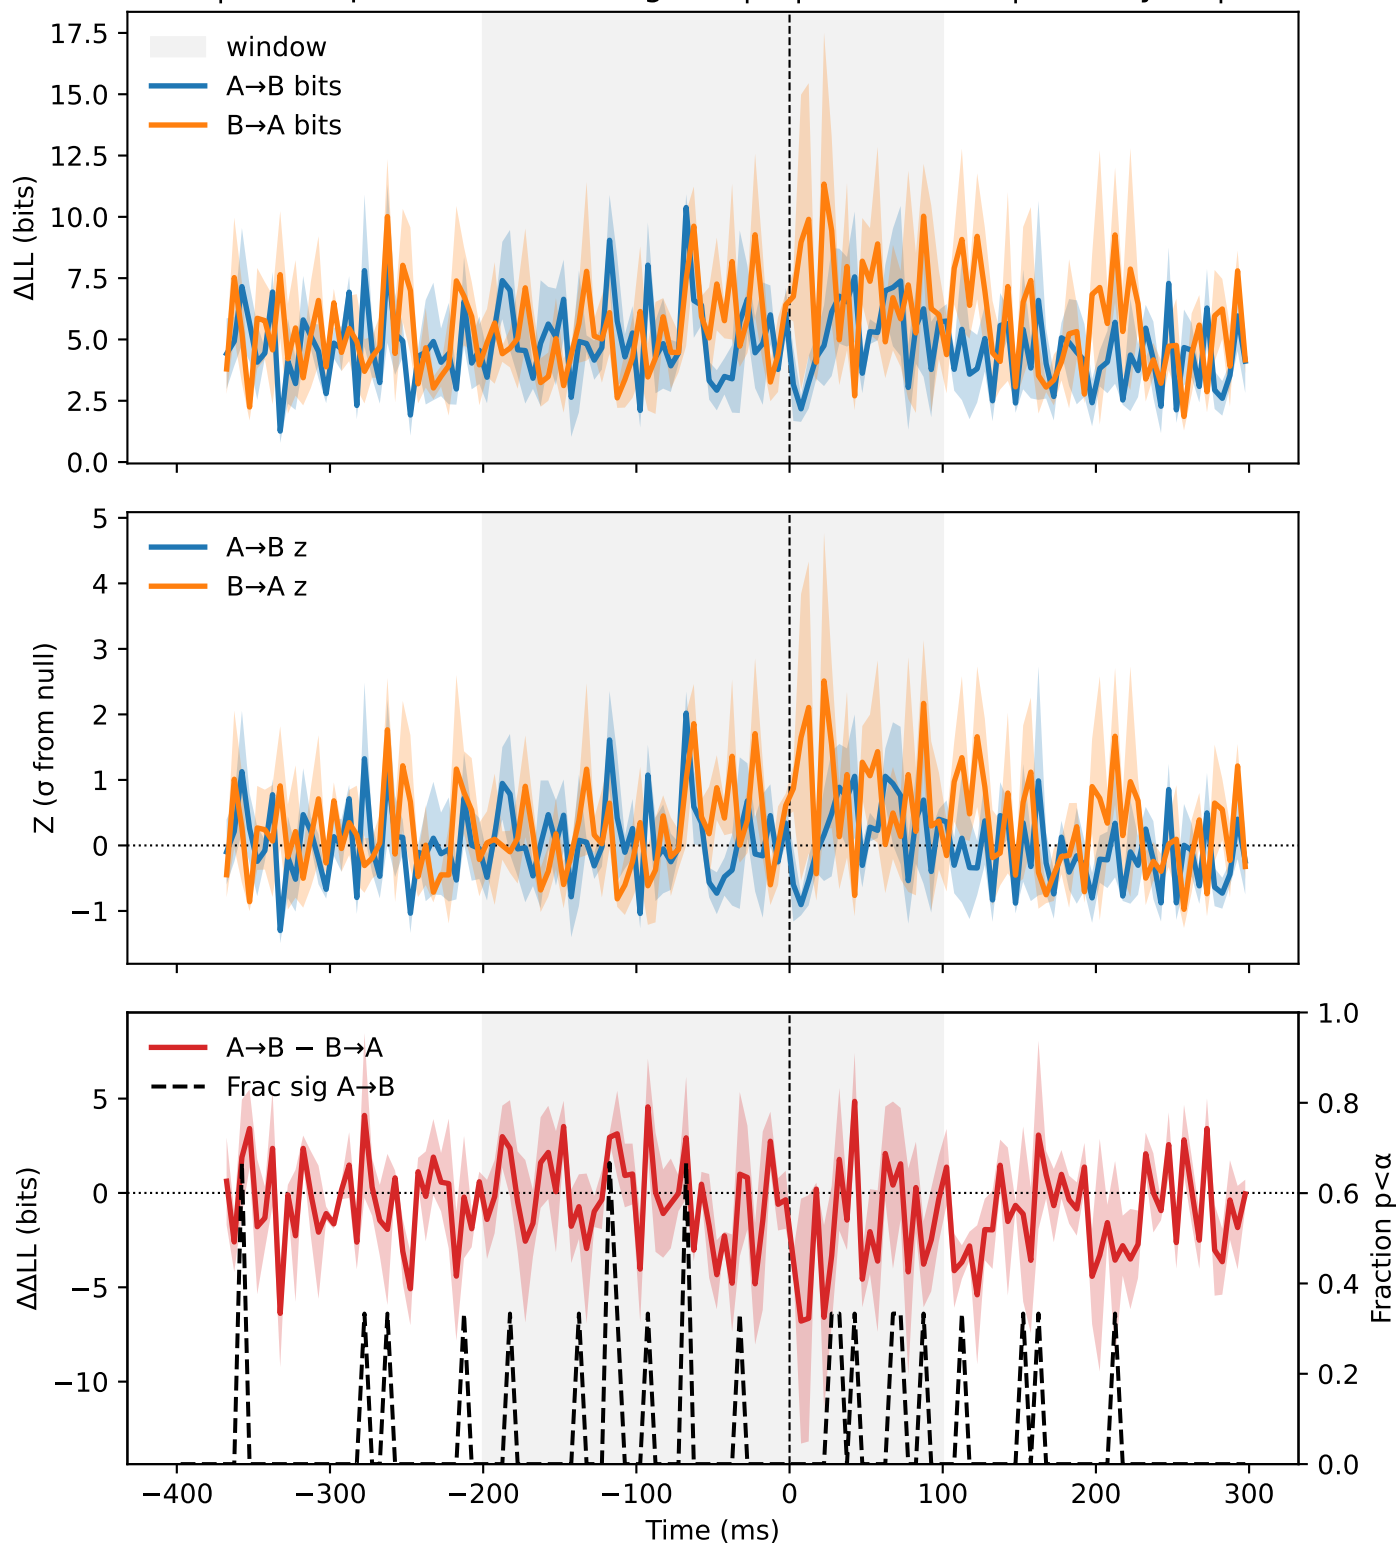 17.5
15.0
12.5
10.0
7.5
5.0
2.5
0.0
ΔLL (bits)
window
A→B bits
B→A bits
5
4
3
2
1
0
−1
Z (σ from null)
A→B z
B→A z
5
0
−5
−10
ΔΔLL (bits)
A→B − B→A
Frac sig A→B
1.0
0.8
0.6
0.4
0.2
0.0
Fraction p<α
−400 −300 −200 −100 0 100 200 300
Time (ms)